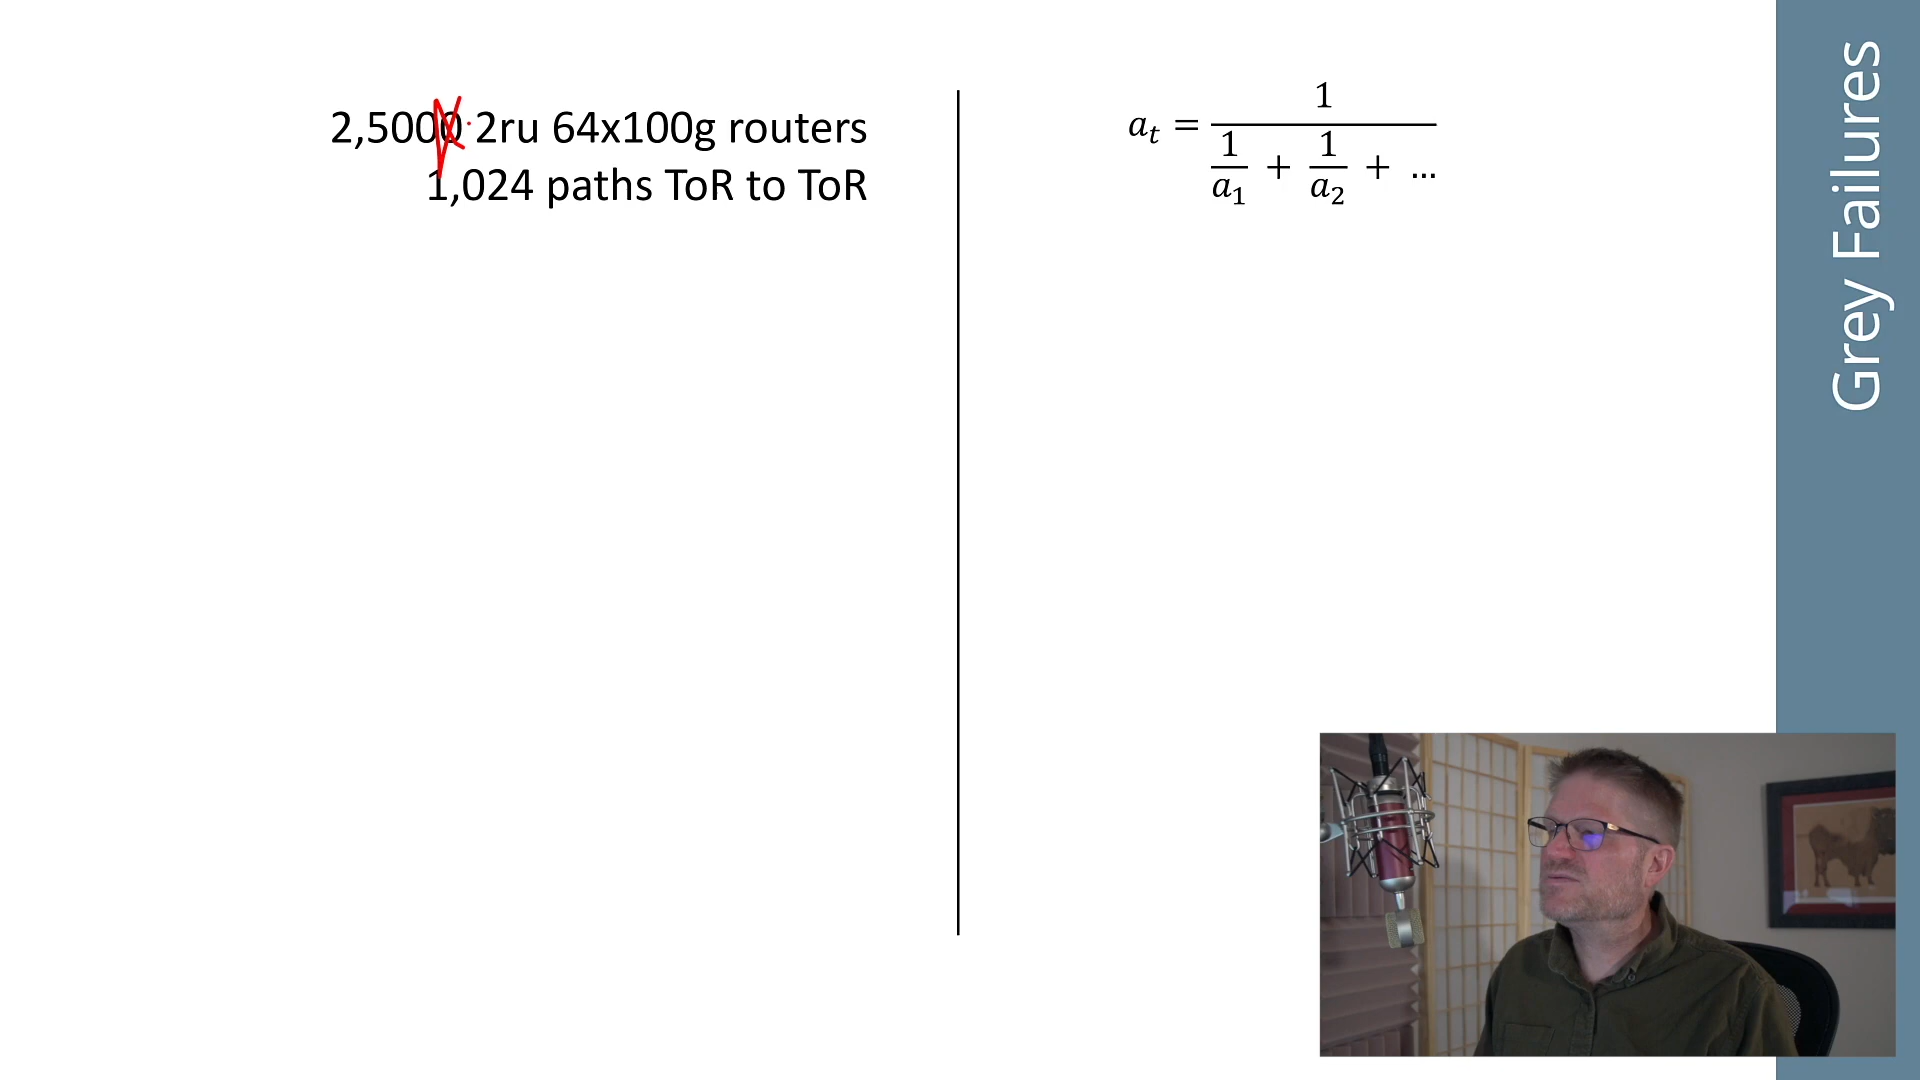 2,5000 2ru 64x100g routers
1,024 paths ToR to ToR
a_t = 1 / (1/a_1 + 1/a_2 + ...)
Grey Failures